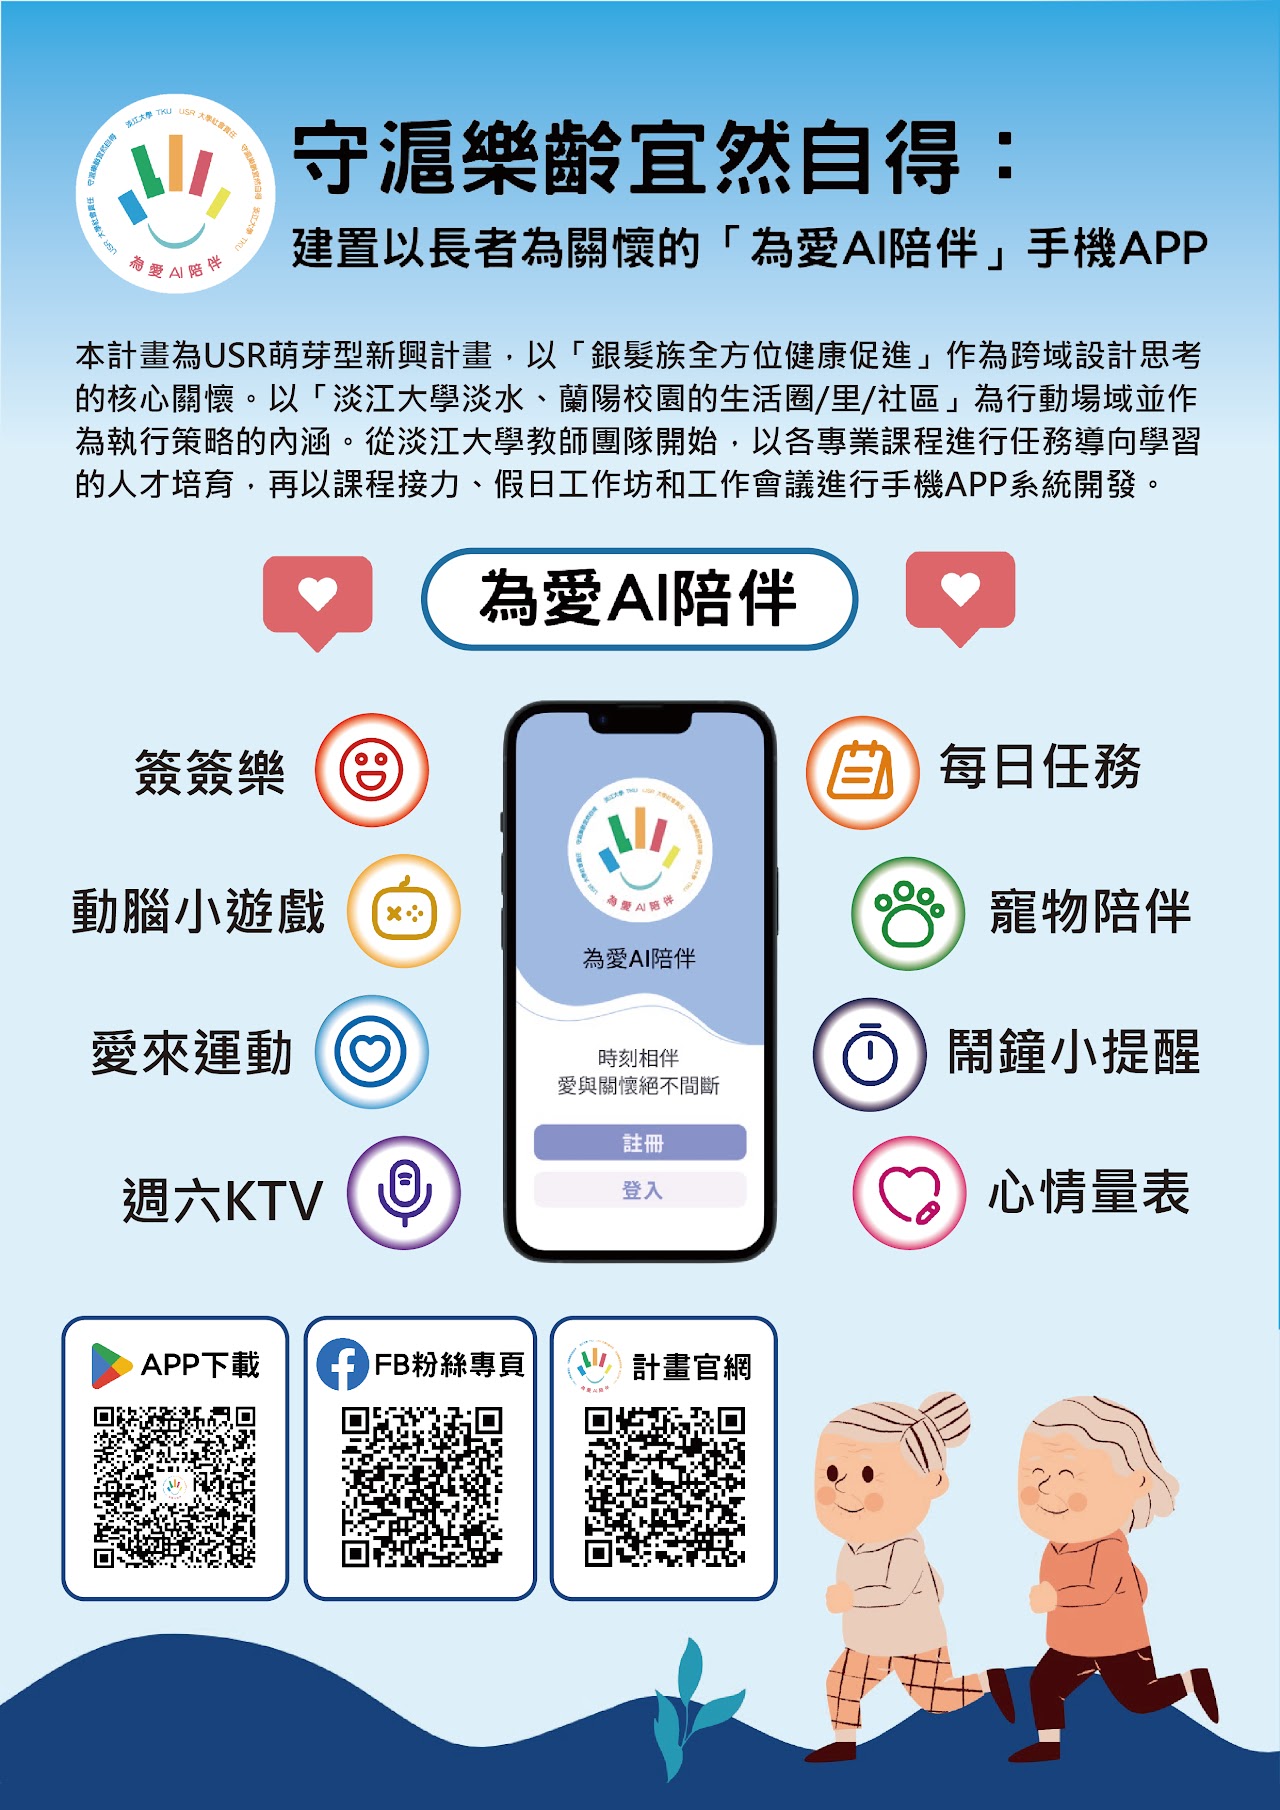 淡江大學 TKU USR 大學社會責任 守滬樂齡宜然自得
為愛AI陪伴
守滬樂齡宜然自得：
建置以長者為關懷的「為愛AI陪伴」手機APP
本計畫為USR萌芽型新興計畫，以「銀髮族全方位健康促進」作為跨域設計思考
的核心關懷。以「淡江大學淡水、蘭陽校園的生活圈/里/社區」為行動場域並作
為執行策略的內涵。從淡江大學教師團隊開始，以各專業課程進行任務導向學習
的人才培育，再以課程接力、假日工作坊和工作會議進行手機APP系統開發。
為愛AI陪伴
簽簽樂
動腦小遊戲
愛來運動
週六KTV
為愛AI陪伴
為愛AI陪伴
時刻相伴
愛與關懷絕不間斷
註冊
登入
每日任務
寵物陪伴
鬧鐘小提醒
心情量表
APP下載
FB粉絲專頁
計畫官網